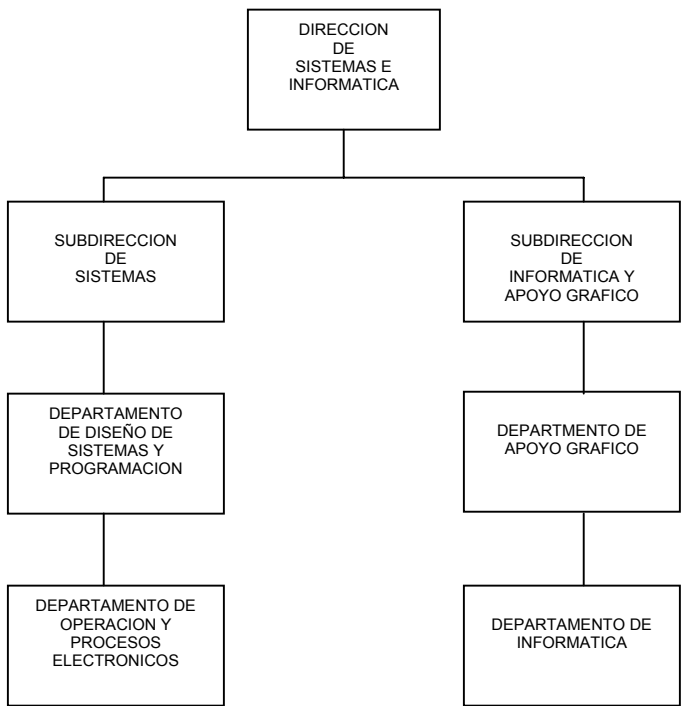 DIRECCION
DE
SISTEMAS E
INFORMATICA
SUBDIRECCION
DE
SISTEMAS
SUBDIRECCION
DE
INFORMATICA Y
APOYO GRAFICO
DEPARTAMENTO
DE DISEÑO DE
SISTEMAS Y
PROGRAMACION
DEPARTMENTO DE
APOYO GRAFICO
DEPARTAMENTO DE
OPERACION Y
PROCESOS
ELECTRONICOS
DEPARTAMENTO DE
INFORMATICA